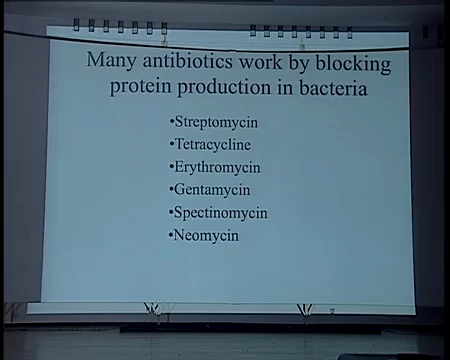 Many antibiotics work by blocking
protein production in bacteria
•Streptomycin
•Tetracycline
•Erythromycin
•Gentamycin
•Spectinomycin
•Neomycin